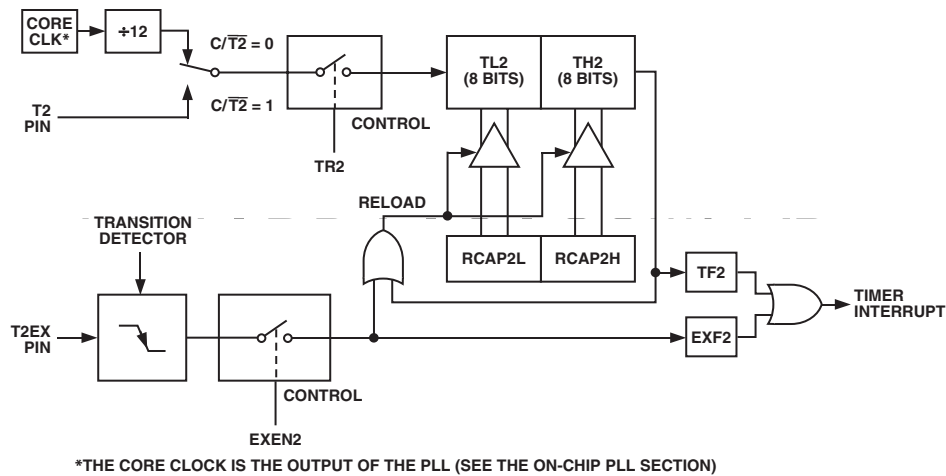 CORE
CLK*
÷12
C/T2 = 0
C/T2 = 1
T2
PIN
CONTROL
TR2
TL2
(8 BITS)
TH2
(8 BITS)
RELOAD
TRANSITION
DETECTOR
RCAP2L
RCAP2H
T2EX
PIN
CONTROL
EXEN2
TF2
EXF2
TIMER
INTERRUPT
*THE CORE CLOCK IS THE OUTPUT OF THE PLL (SEE THE ON-CHIP PLL SECTION)